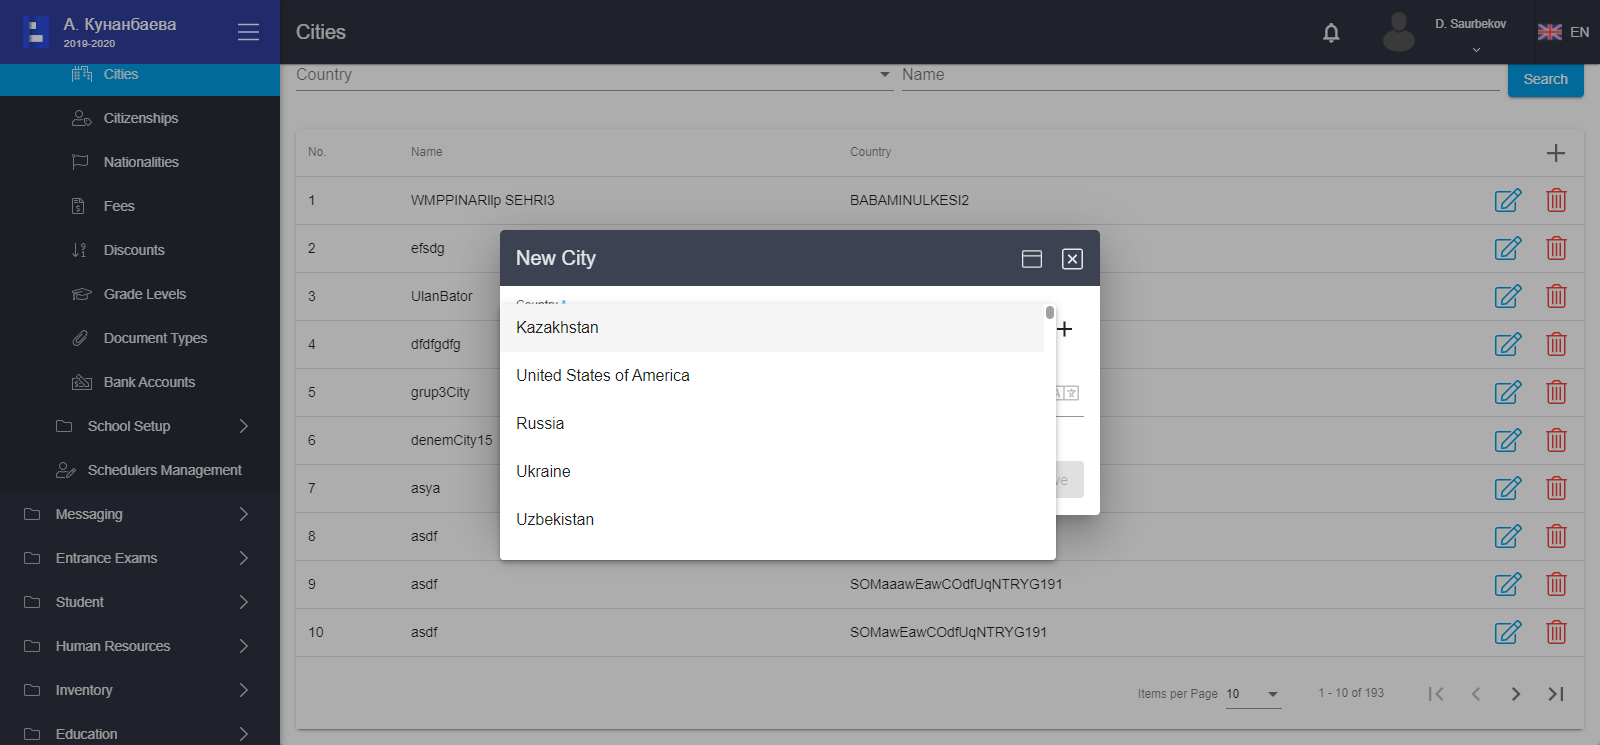 А. Кунанбаева
2019-2020
Cities
D. Saurbekov
EN
Cities
Citizenships
Nationalities
Fees
Discounts
Grade Levels
Document Types
Bank Accounts
School Setup
Schedulers Management
Messaging
Entrance Exams
Student
Human Resources
Inventory
Education
Country
Name
Search
No. Name Country
1 WMPPINARIlp SEHRI3 BABAMINULKESI2
2 efsdg
3 UlanBator
4 dfdfgdfg
5 grup3City
6 denemCity15
7 asya
8 asdf
9 asdf SOMaaawEawCOdfUqNTRYG191
10 asdf SOMawEawCOdfUqNTRYG191
Items per Page 10 1 - 10 of 193
New City
Country *
Kazakhstan
United States of America
Russia
Ukraine
Uzbekistan